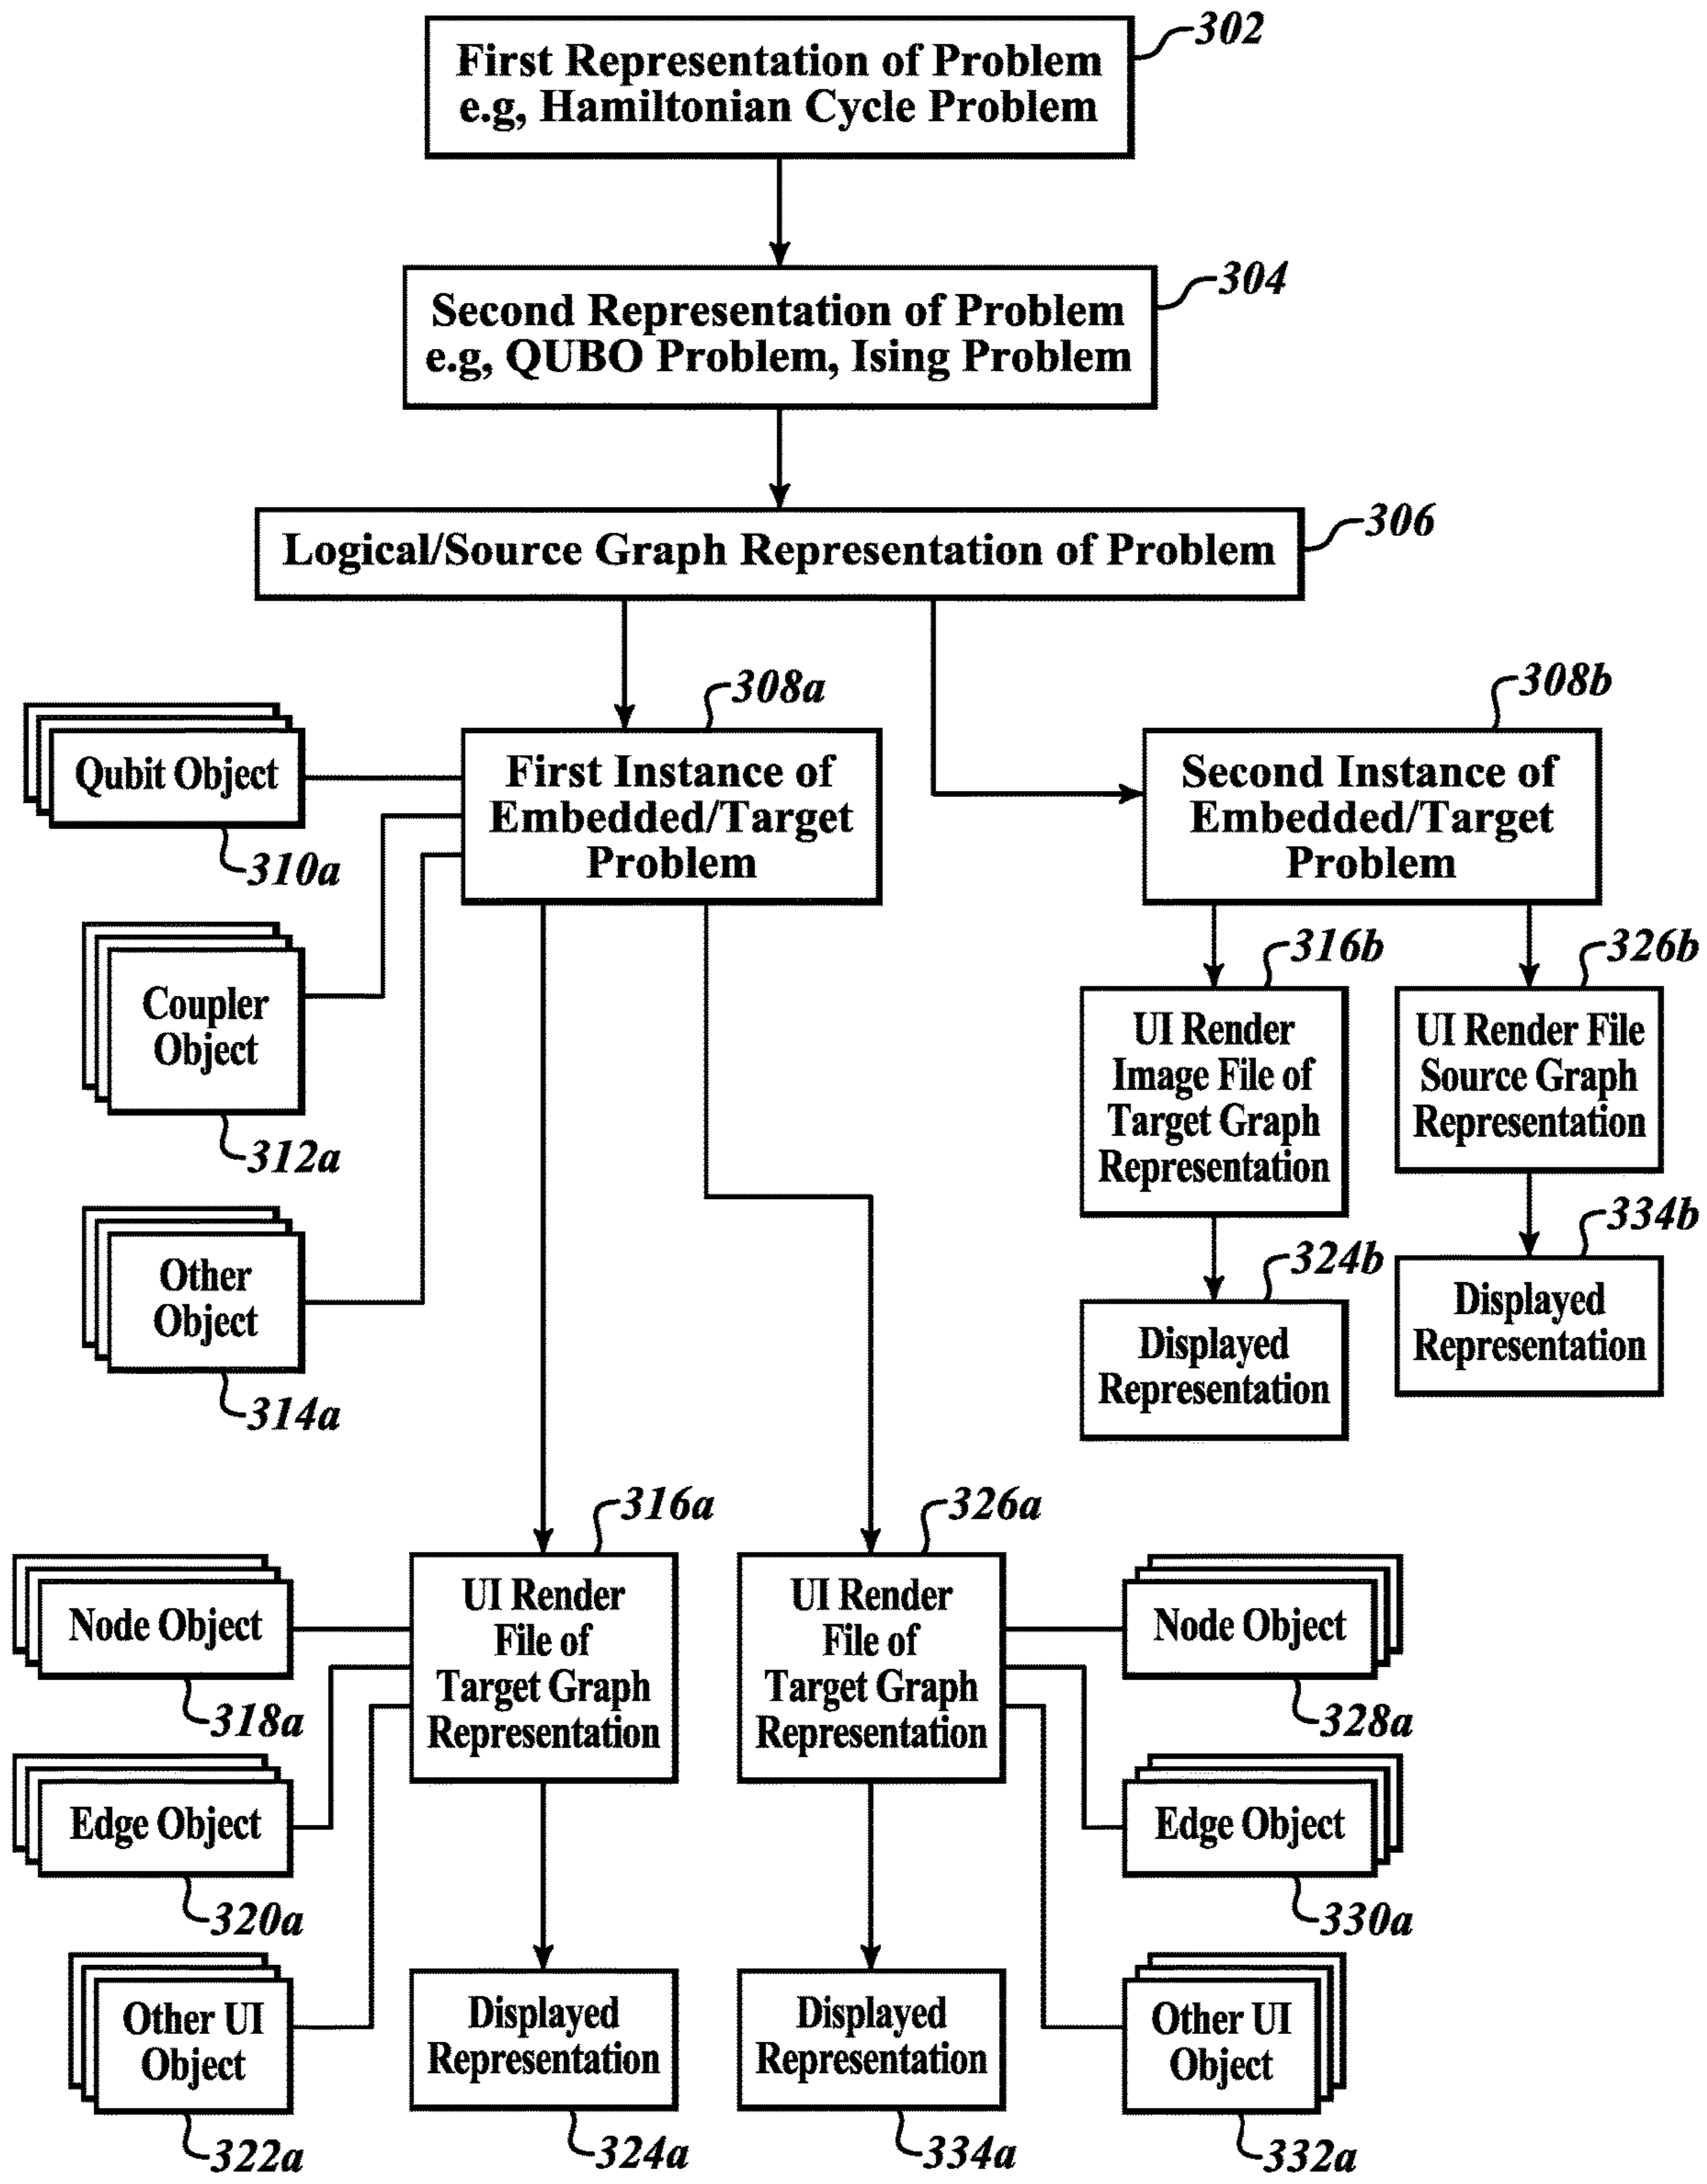 302
First Representation of Problem
e.g, Hamiltonian Cycle Problem
304
Second Representation of Problem
e.g, QUBO Problem, Ising Problem
306
Logical/Source Graph Representation of Problem
308a
308b
Qubit Object
310a
First Instance of
Embedded/Target
Problem
Second Instance of
Embedded/Target
Problem
Coupler
Object
312a
316b
326b
UI Render
Image File of
Target Graph
Representation
UI Render File
Source Graph
Representation
Other
Object
314a
324b
334b
Displayed
Representation
Displayed
Representation
316a
326a
Node Object
318a
UI Render
File of
Target Graph
Representation
UI Render
File of
Target Graph
Representation
Node Object
328a
Edge Object
320a
Edge Object
330a
Other UI
Object
322a
Displayed
Representation
324a
Displayed
Representation
334a
Other UI
Object
332a